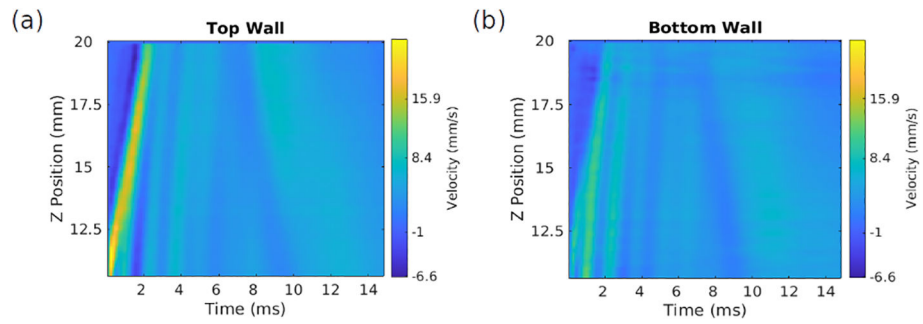 (a)
Top Wall
Z Position (mm)
20
17.5
15
12.5
2 4 6 8 10 12 14
Time (ms)
15.9
8.4
-1
-6.6
Velocity (mm/s)
(b)
Bottom Wall
Z Position (mm)
20
17.5
15
12.5
2 4 6 8 10 12 14
Time (ms)
15.9
8.4
-1
-6.6
Velocity (mm/s)